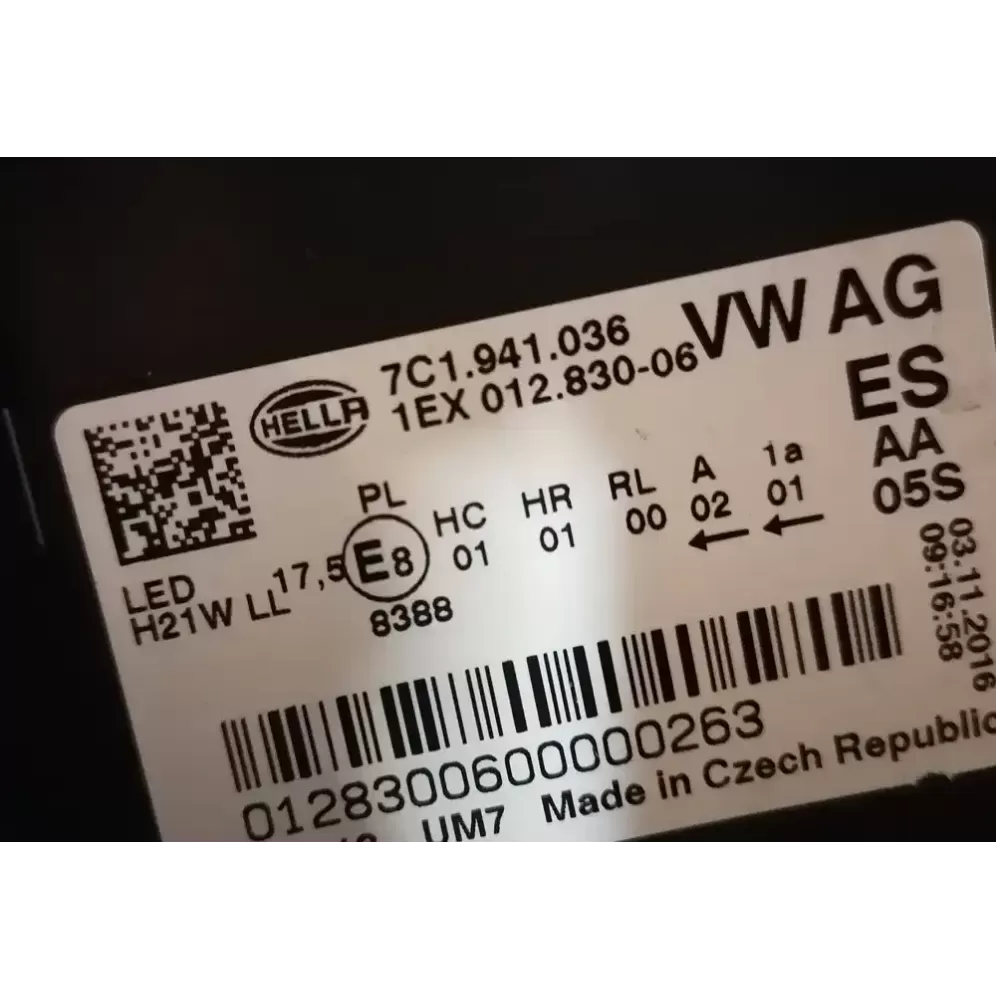 HELLA
7C1.941.036
1EX 012.830-06
VW AG
ES
AA
05S
PL
HC
HR
RL
A
1a
01
01
00
02
01
LED
H21W LL
17,5
E8
8388
03.11.2016
09:16:58
012830060000263
UM7
Made in Czech Republic